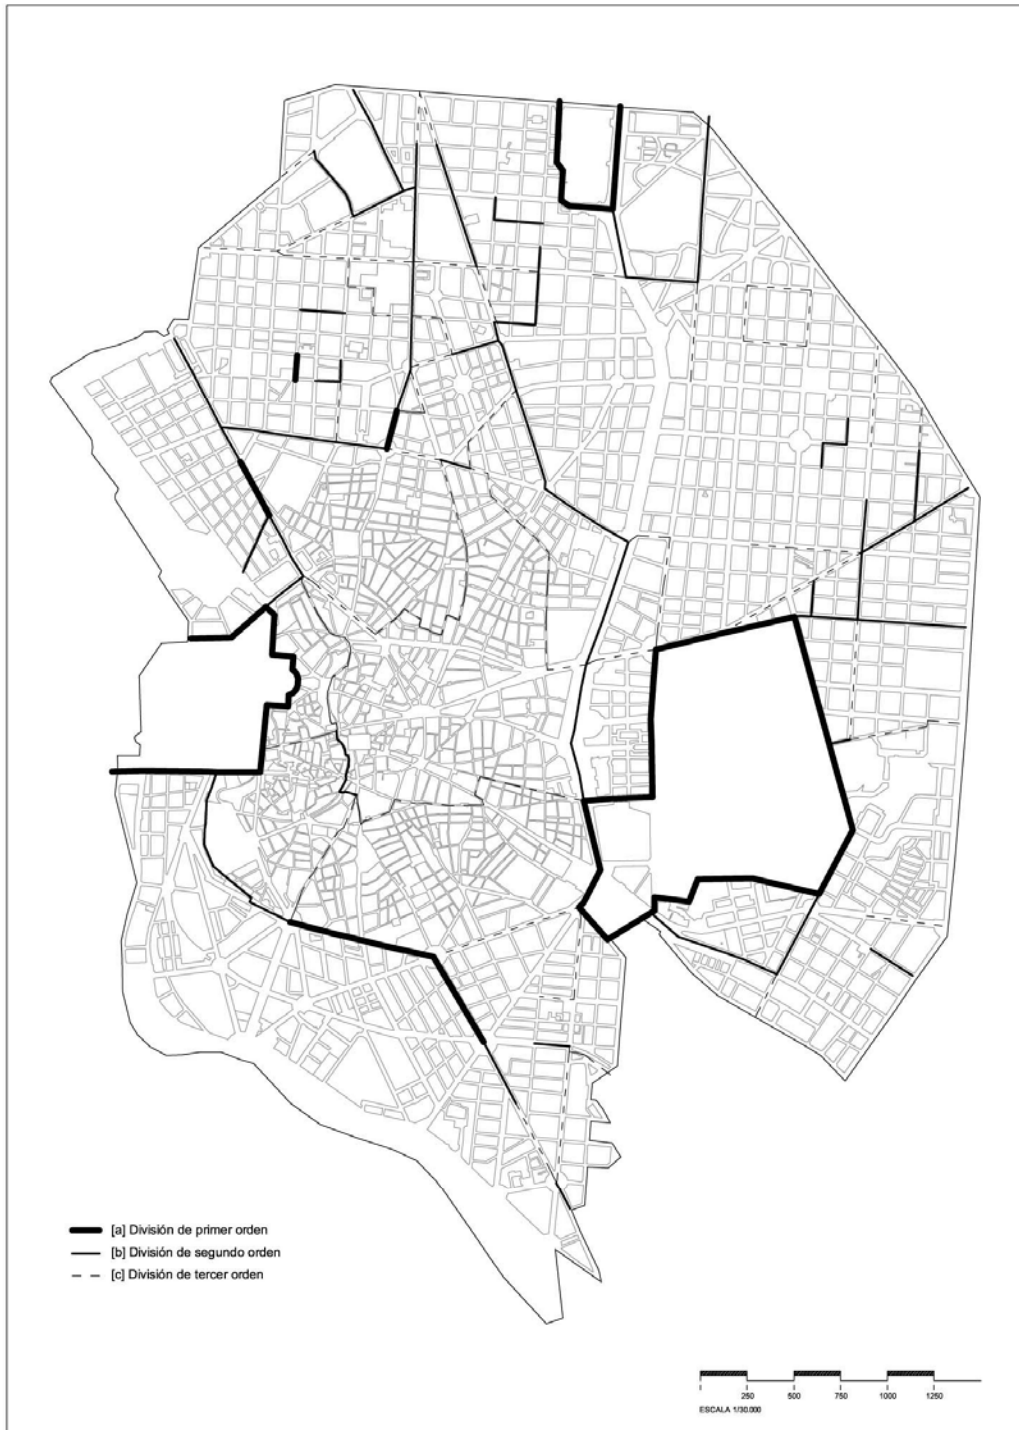 [a] División de primer orden
[b] División de segundo orden
[c] División de tercer orden
250 500 750 1000 1250
ESCALA 1/30.000